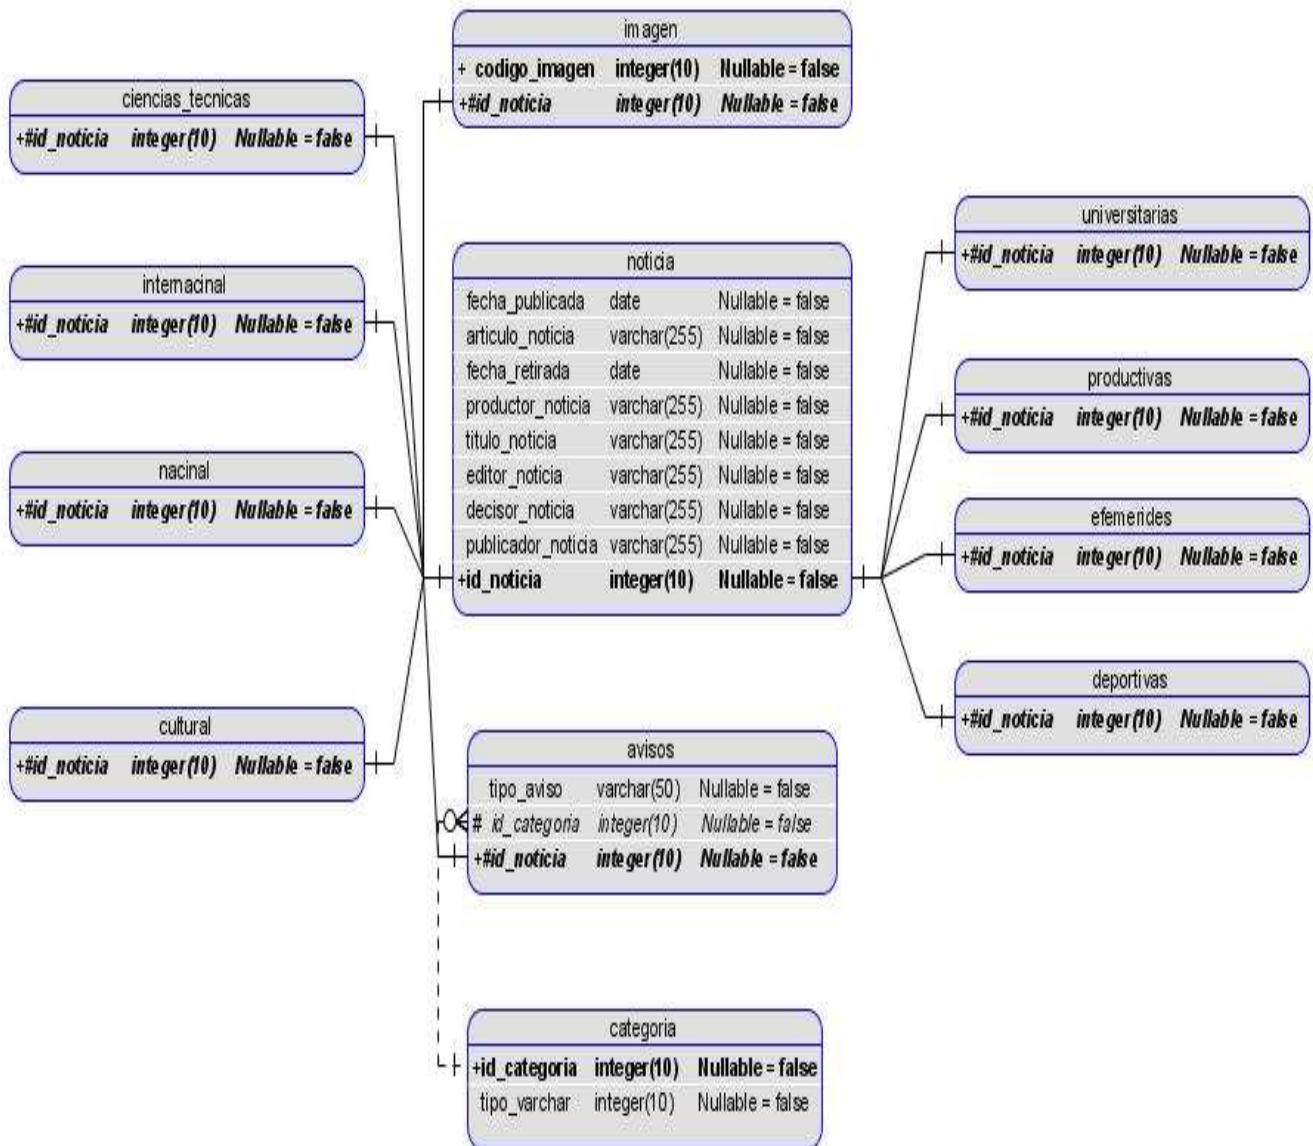 imagen
+ codigo_imagen integer(10) Nullable = false
+#id_noticia integer(10) Nullable = false
ciencias_tecnicas
+#id_noticia integer(10) Nullable = false
internacinal
+#id_noticia integer(10) Nullable = false
nacinal
+#id_noticia integer(10) Nullable = false
cultural
+#id_noticia integer(10) Nullable = false
noticia
fecha_publicada date Nullable = false
articulo_noticia varchar(255) Nullable = false
fecha_retirada date Nullable = false
productor_noticia varchar(255) Nullable = false
titulo_noticia varchar(255) Nullable = false
editor_noticia varchar(255) Nullable = false
decisor_noticia varchar(255) Nullable = false
publicador_noticia varchar(255) Nullable = false
+id_noticia integer(10) Nullable = false
avisos
tipo_aviso varchar(50) Nullable = false
# id_categoria integer(10) Nullable = false
+#id_noticia integer(10) Nullable = false
categoria
+id_categoria integer(10) Nullable = false
tipo_varchar integer(10) Nullable = false
universitarias
+#id_noticia integer(10) Nullable = false
productivas
+#id_noticia integer(10) Nullable = false
efemerides
+#id_noticia integer(10) Nullable = false
deportivas
+#id_noticia integer(10) Nullable = false